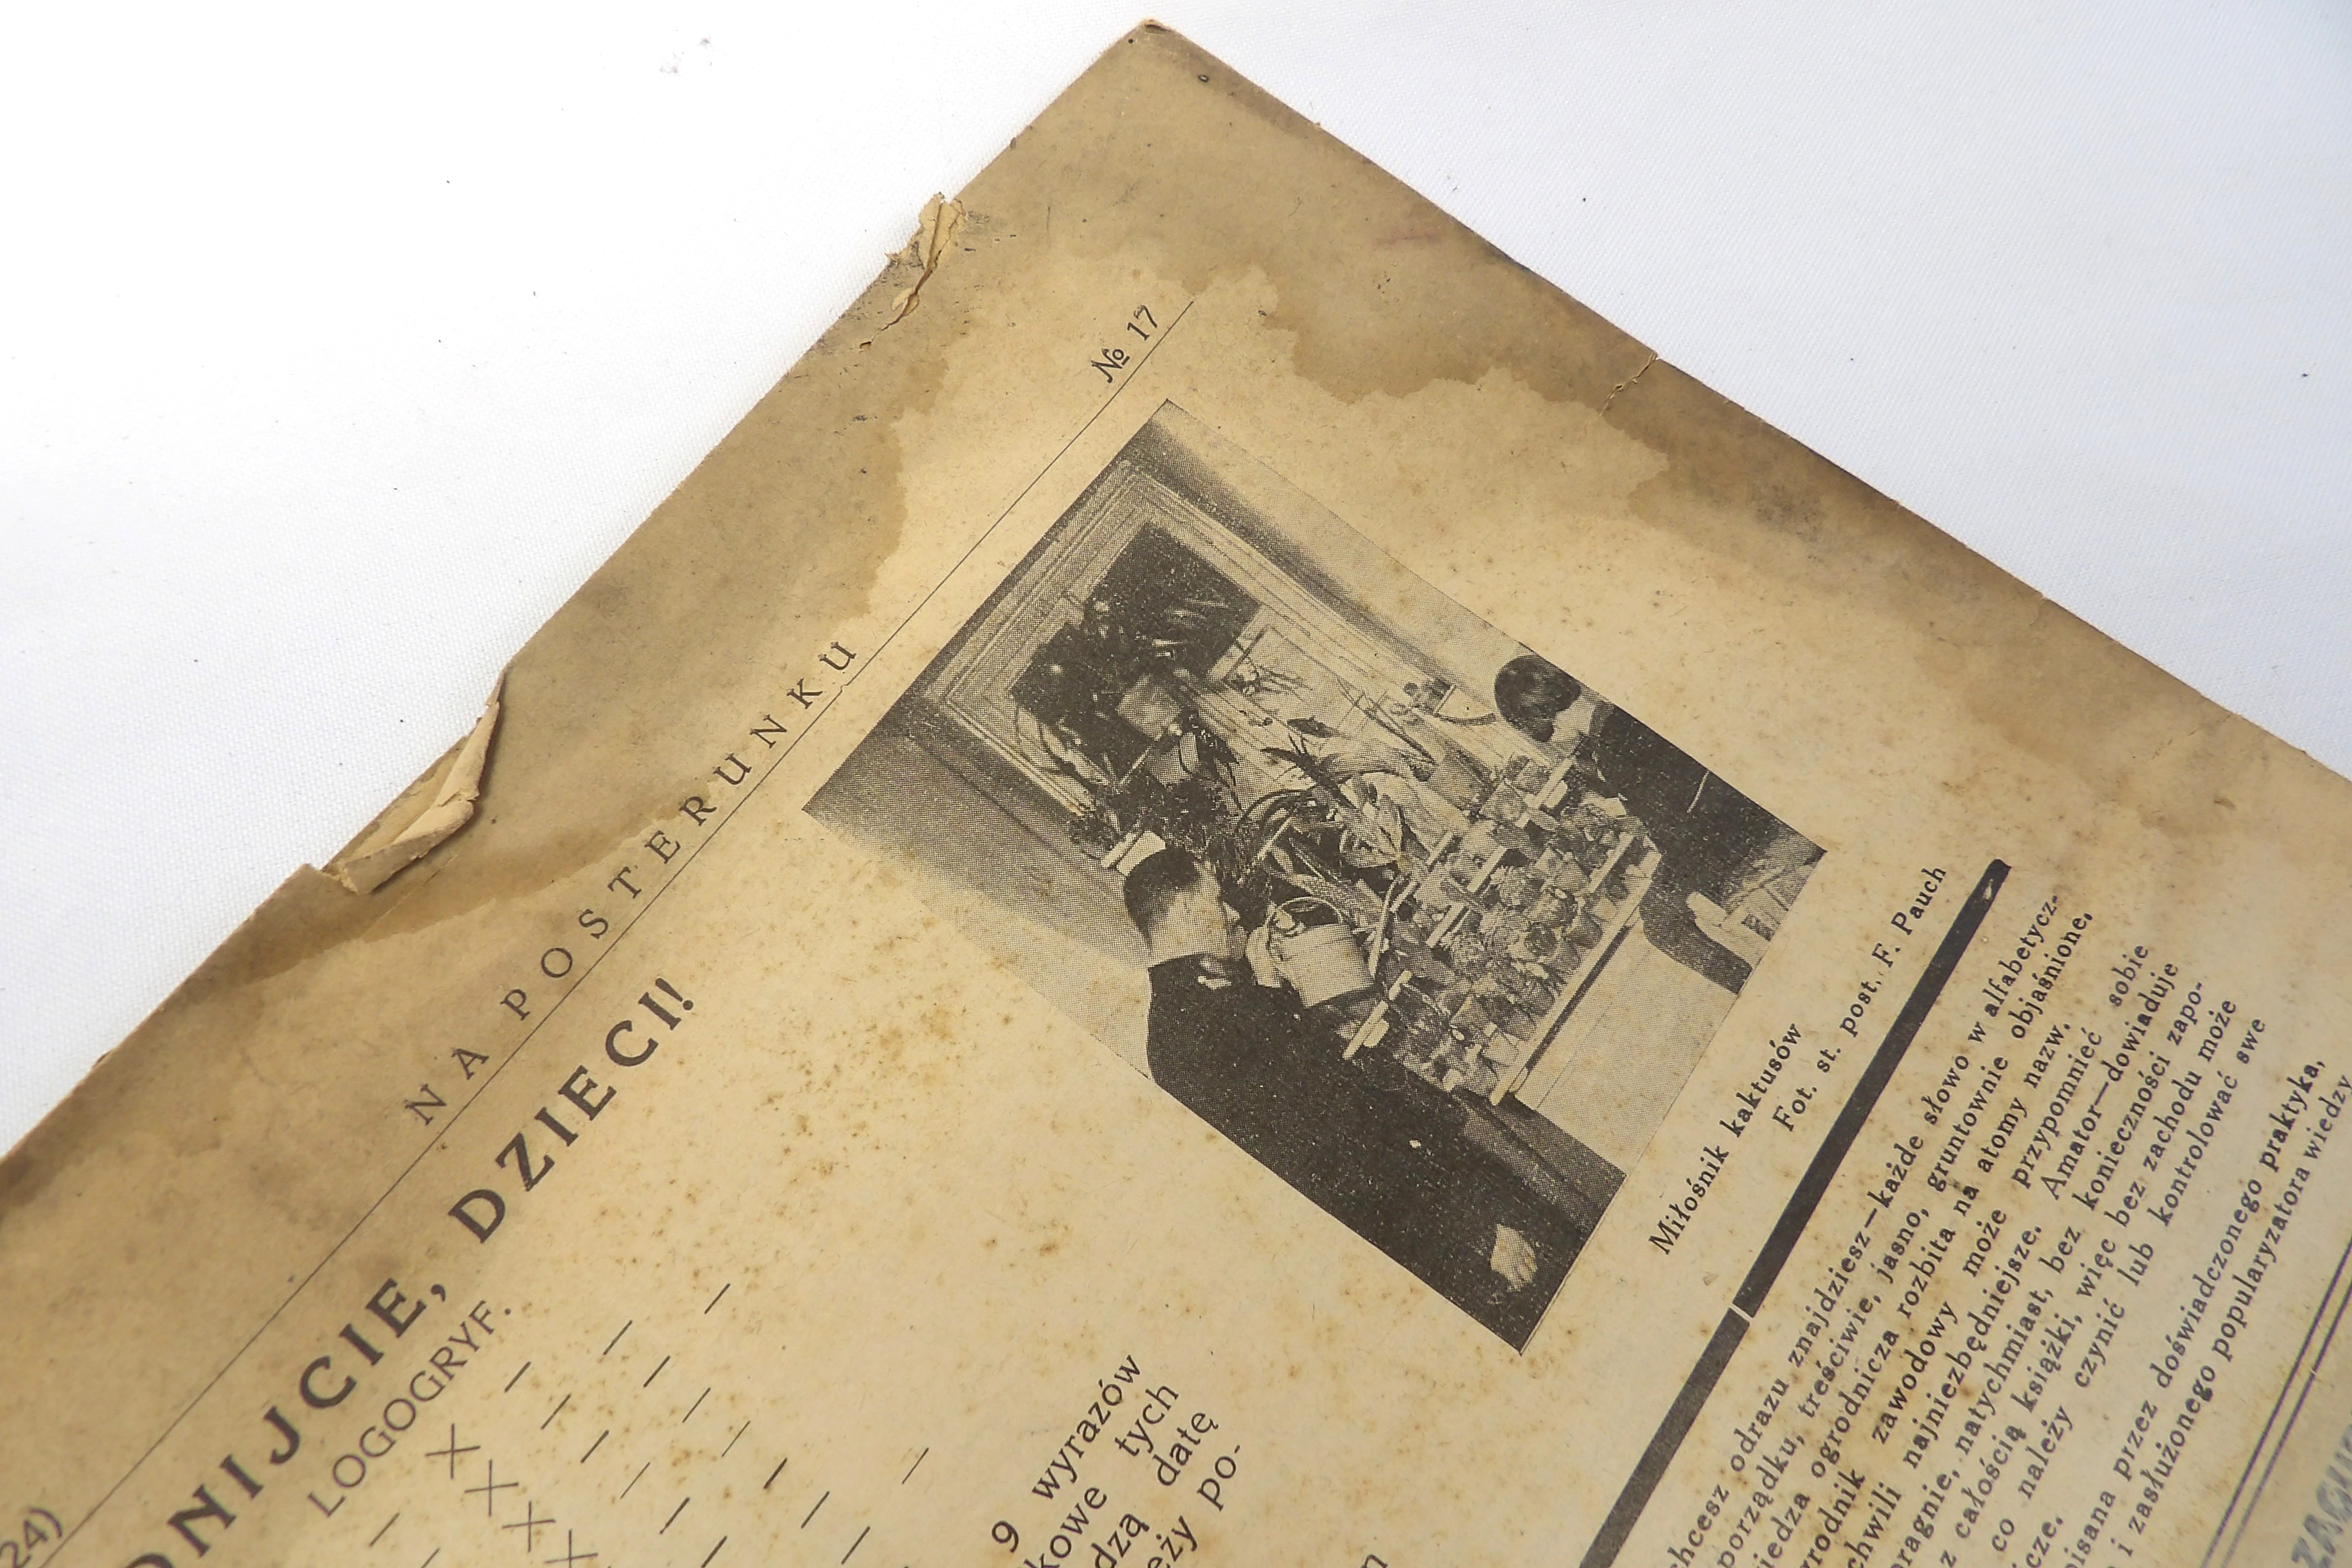 24)
NA POSTERUNKU
№ 17
ONIJCIE, DZIECI!
LOGOGRYF.
9 wyrazów
kowe tych
dzą datę
eży po-
Miłośnik kaktusów
Fot. st. post. F. Pauch
chcesz odrazu znajdziesz—każde słowo w alfabetycz-
porządku, treściwie, jasno, gruntownie objaśnione,
iedza ogrodnicza rozbita na atomy nazw.
rodnik zawodowy może przypomnieć sobie
chwili najniezbędniejsze. Amator—dowiaduje
ragnie, natychmiast, bez konieczności zapo-
z całością książki, więc bez zachodu może
co należy czynić lub kontrolować swe
cze.
isana przez doświadczonego praktyka,
i zasłużonego popularyzatora wiedzy